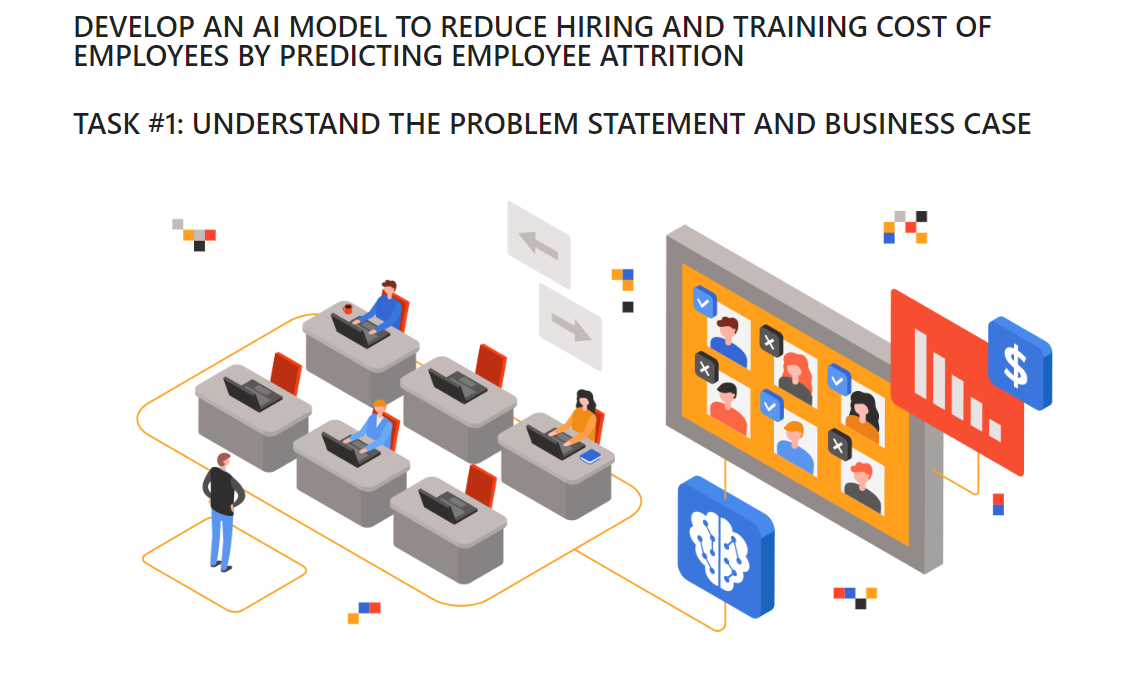 DEVELOP AN AI MODEL TO REDUCE HIRING AND TRAINING COST OF
EMPLOYEES BY PREDICTING EMPLOYEE ATTRITION
TASK #1: UNDERSTAND THE PROBLEM STATEMENT AND BUSINESS CASE
$